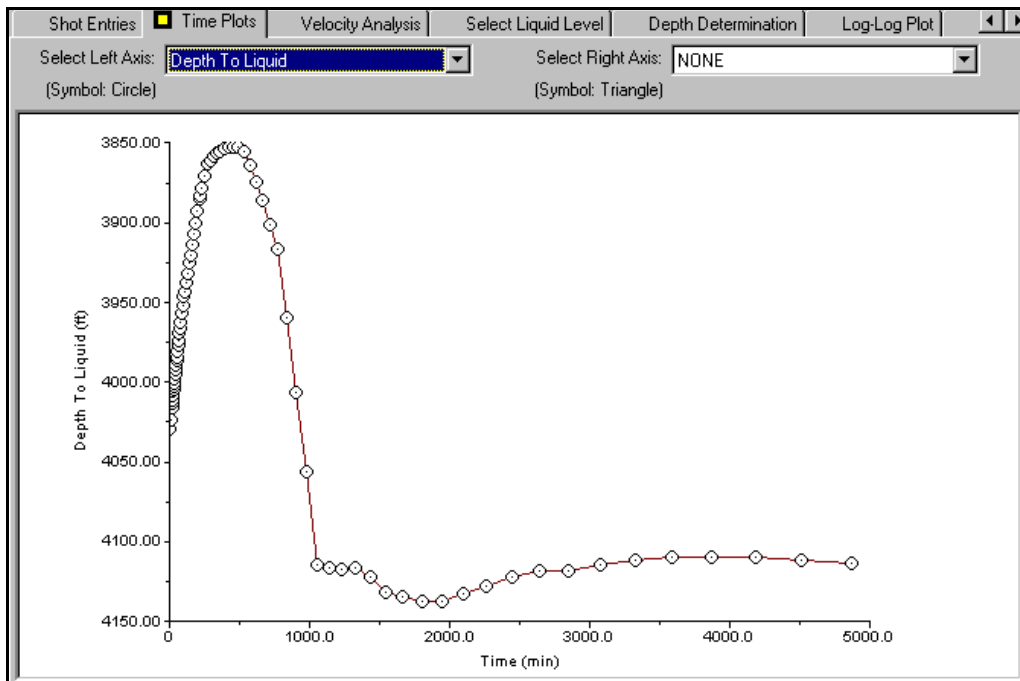 Shot Entries Time Plots Velocity Analysis Select Liquid Level Depth Determination Log-Log Plot
Select Left Axis: Depth To Liquid Select Right Axis: NONE
(Symbol: Circle) (Symbol: Triangle)
3850.00
3900.00
3950.00
4000.00
4050.00
4100.00
4150.00
Depth To Liquid (ft)
0 1000.0 2000.0 3000.0 4000.0 5000.0
Time (min)